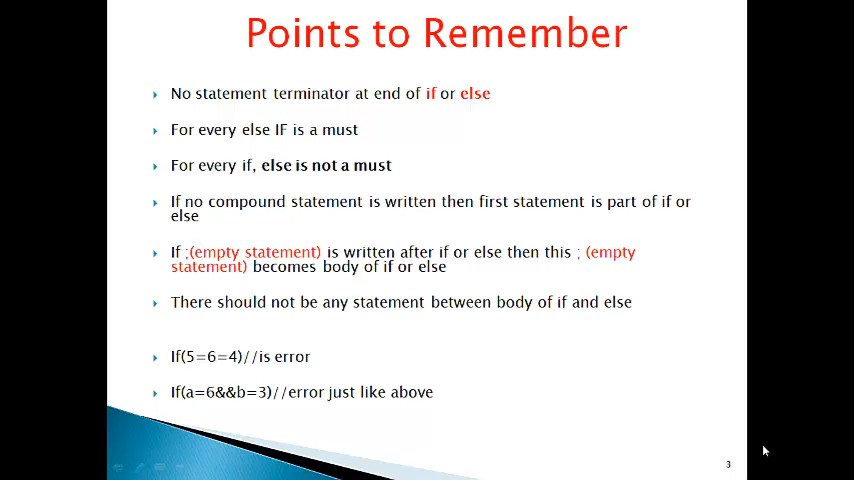 Points to Remember
No statement terminator at end of if or else
For every else IF is a must
For every if, else is not a must
If no compound statement is written then first statement is part of if or
else
If ;(empty statement) is written after if or else then this ; (empty
statement) becomes body of if or else
There should not be any statement between body of if and else
If(5=6=4)//is error
If(a=6&&b=3)//error just like above
3